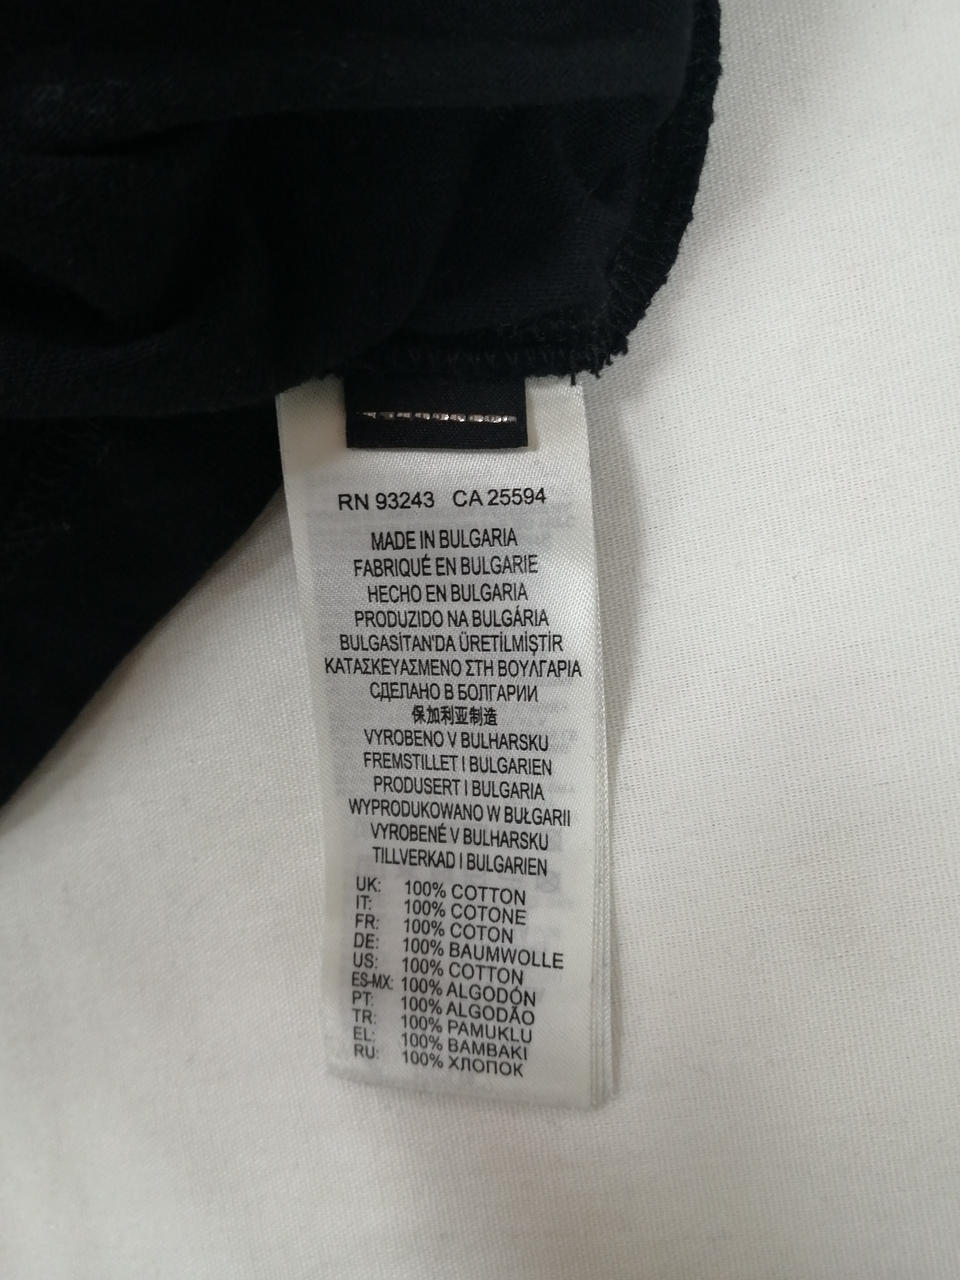 RN 93243 CA 25594
MADE IN BULGARIA
FABRIQUÉ EN BULGARIE
HECHO EN BULGARIA
PRODUZIDO NA BULGÁRIA
BULGASİTAN'DA ÜRETİLMİŞTİR
ΚΑΤΑΣΚΕΥΑΣΜΕΝΟ ΣΤΗ ΒΟΥΛΓΑΡΙΑ
СДЕЛАНО В БОЛГАРИИ
保加利亚制造
VYROBENO V BULHARSKU
FREMSTILLET I BULGARIEN
PRODUSERT I BULGARIA
WYPRODUKOWANO W BUŁGARII
VYROBENÉ V BULHARSKU
TILLVERKAD I BULGARIEN
UK: 100% COTTON
IT: 100% COTONE
FR: 100% COTON
DE: 100% BAUMWOLLE
US: 100% COTTON
ES-MX: 100% ALGODÓN
PT: 100% ALGODÃO
TR: 100% PAMUKLU
EL: 100% ΒΑΜΒΑΚΙ
RU: 100% ХЛОПОК